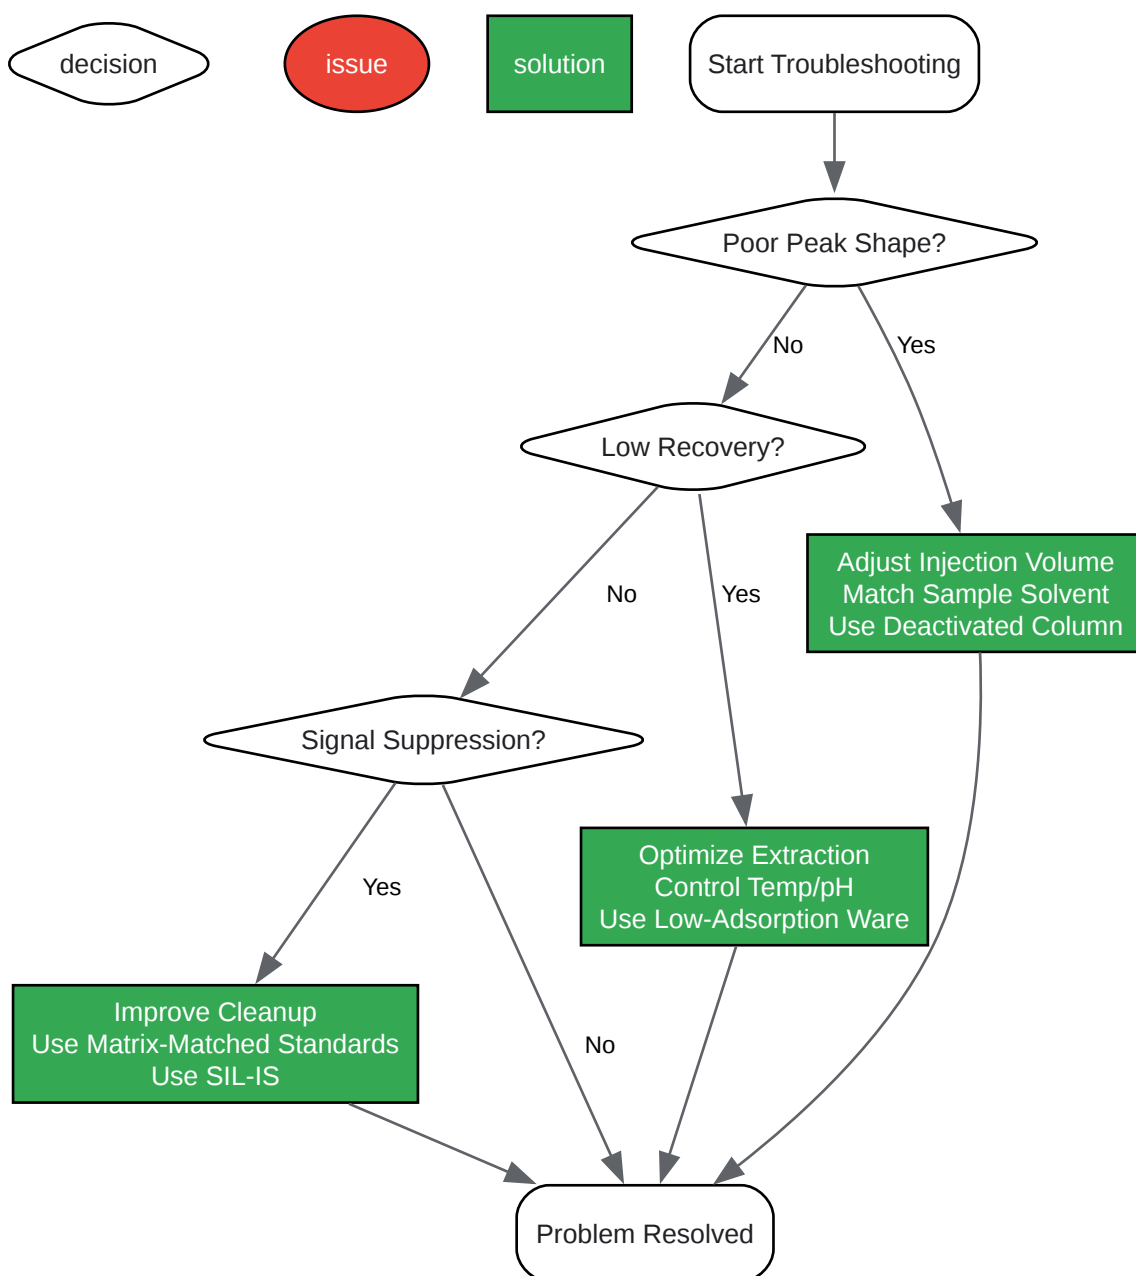 decision
issue
solution
Start Troubleshooting
Poor Peak Shape?
No
Yes
Low Recovery?
Adjust Injection Volume
Match Sample Solvent
Use Deactivated Column
No
Yes
Signal Suppression?
Optimize Extraction
Control Temp/pH
Use Low-Adsorption Ware
Yes
Improve Cleanup
Use Matrix-Matched Standards
Use SIL-IS
No
Problem Resolved